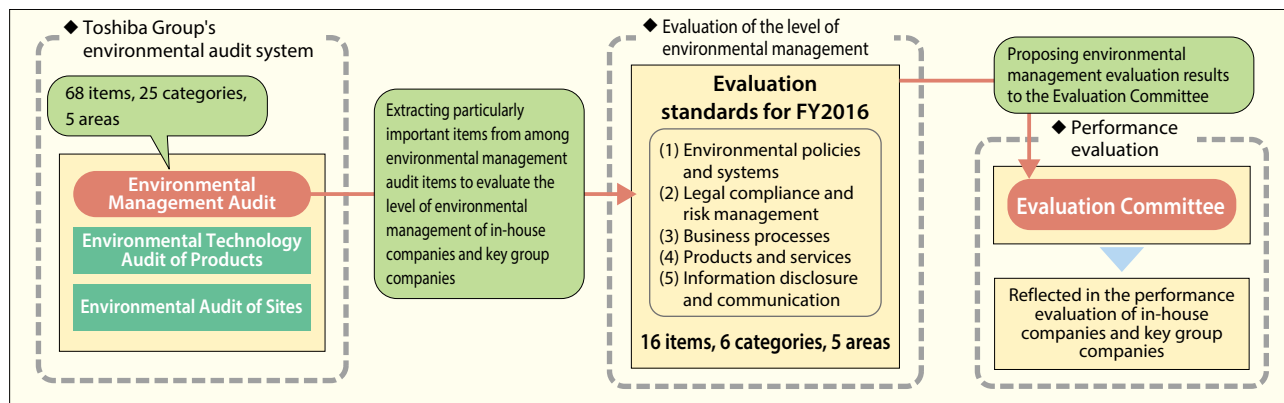 ◆ Toshiba Group's
environmental audit system
68 items, 25 categories,
5 areas
Environmental
Management Audit
Environmental Technology
Audit of Products
Environmental Audit of Sites
Extracting particularly
important items from among
environmental management
audit items to evaluate the
level of environmental
management of in-house
companies and key group
companies
◆ Evaluation of the level of
environmental management
Evaluation
standards for FY2016
(1) Environmental policies
and systems
(2) Legal compliance and
risk management
(3) Business processes
(4) Products and services
(5) Information disclosure
and communication
16 items, 6 categories, 5 areas
Proposing environmental
management evaluation results
to the Evaluation Committee
◆ Performance
evaluation
Evaluation Committee
Reflected in the performance
evaluation of in-house
companies and key group
companies